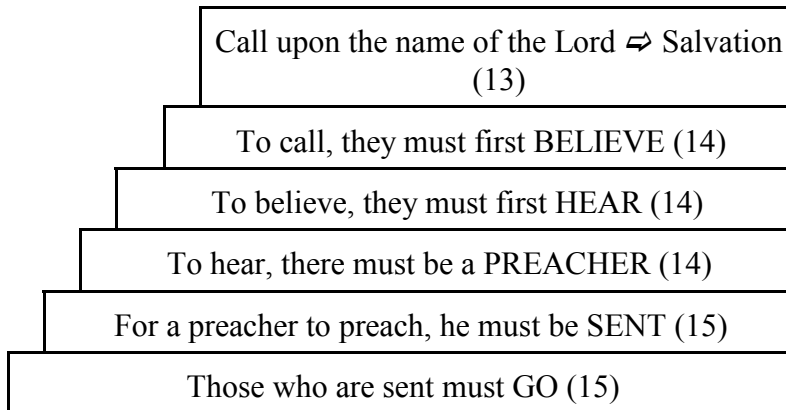 Call upon the name of the Lord ⇨ Salvation
(13)
To call, they must first BELIEVE (14)
To believe, they must first HEAR (14)
To hear, there must be a PREACHER (14)
For a preacher to preach, he must be SENT (15)
Those who are sent must GO (15)